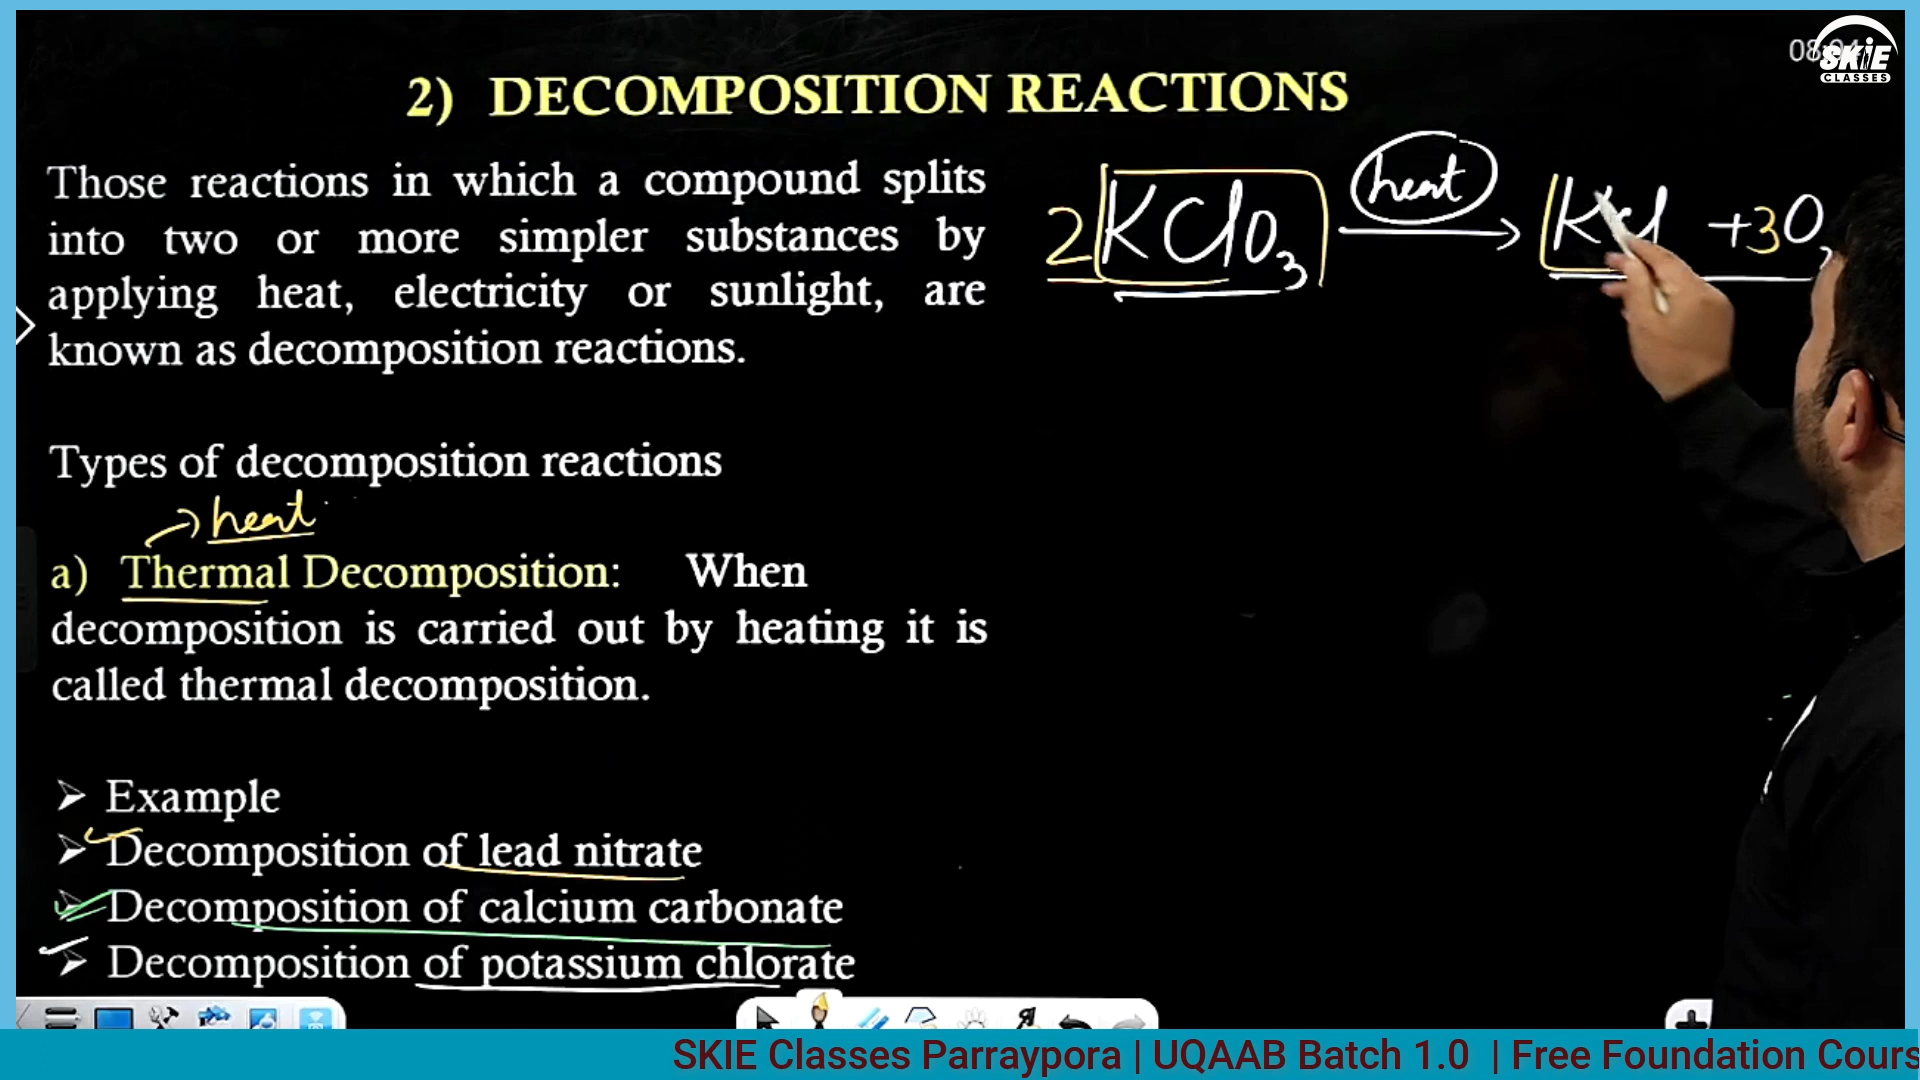 SKIE
CLASSES
2) DECOMPOSITION REACTIONS
Those reactions in which a compound splits
into two or more simpler substances by
applying heat, electricity or sunlight, are
known as decomposition reactions.
2KClO₃ heat → KCl + 3O₂
Types of decomposition reactions
→ heat
a) Thermal Decomposition: When
decomposition is carried out by heating it is
called thermal decomposition.
➢ Example
➢ Decomposition of lead nitrate
➢ Decomposition of calcium carbonate
➢ Decomposition of potassium chlorate
SKIE Classes Parraypora | UQAAB Batch 1.0 | Free Foundation Cours